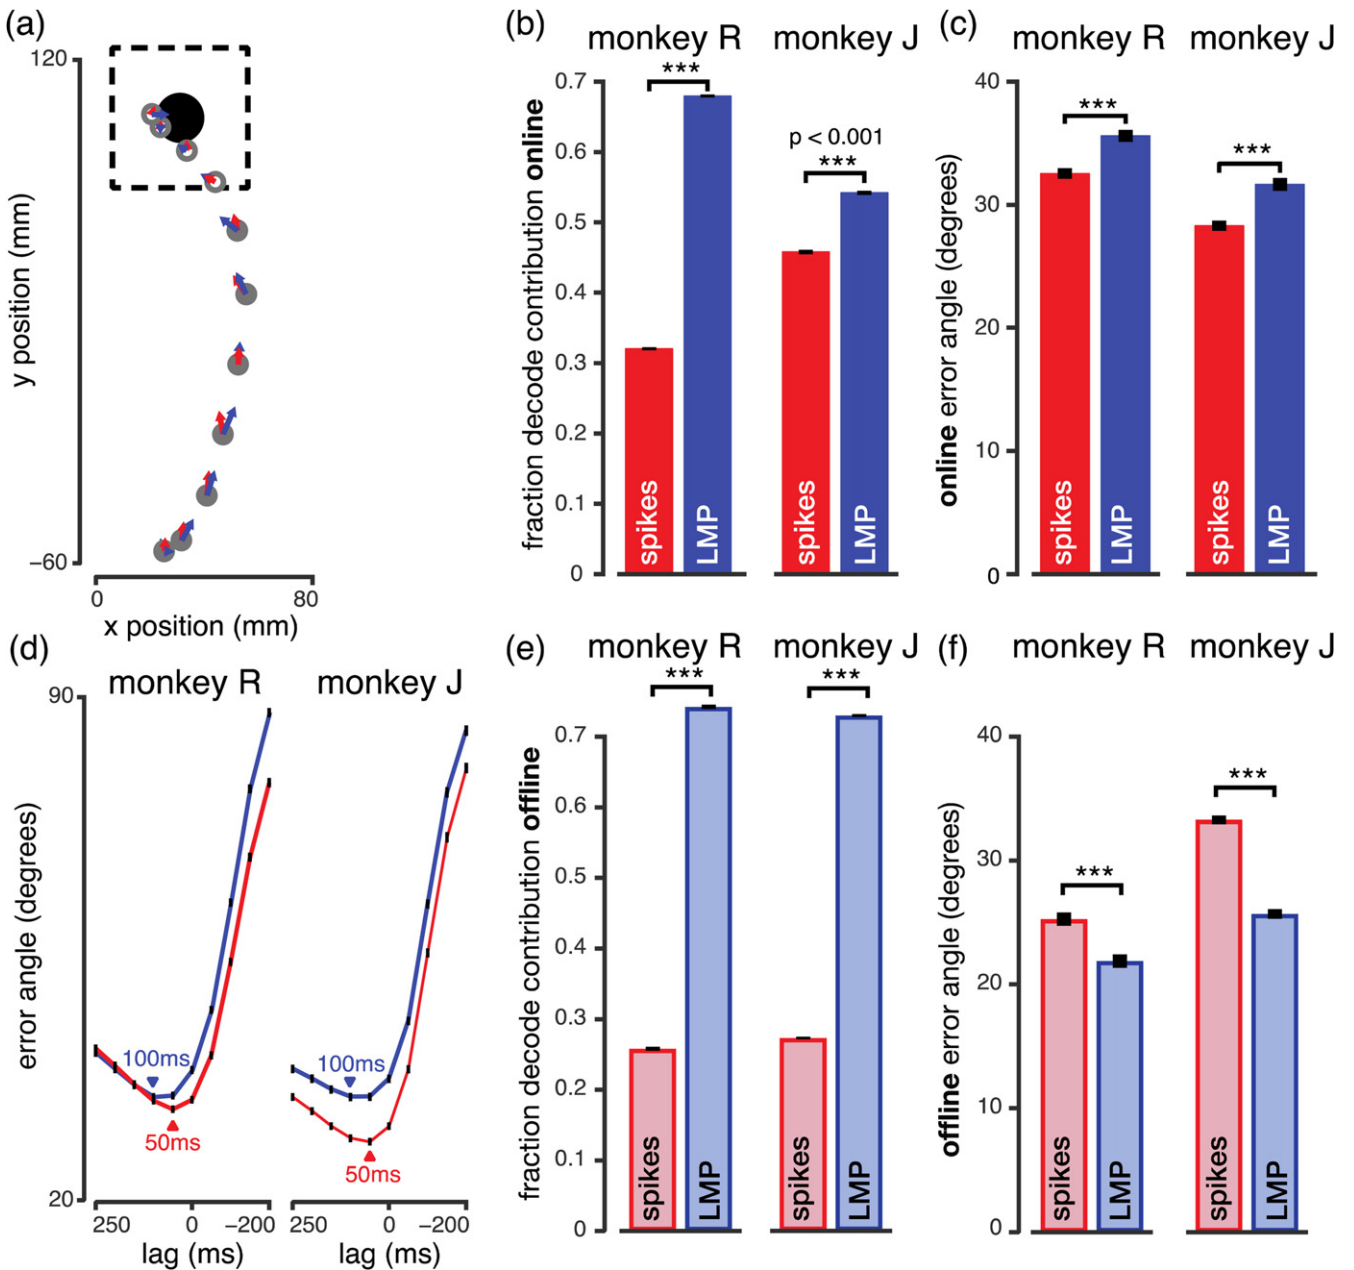 (a)
120
y position (mm)
−60
0
80
x position (mm)
(b)
monkey R
monkey J
fraction decode contribution online
0.7
0.6
0.5
0.4
0.3
0.2
0.1
0
***
p < 0.001
***
spikes
LMP
spikes
LMP
(c)
monkey R
monkey J
online error angle (degrees)
40
30
20
10
0
***
***
spikes
LMP
spikes
LMP
(d)
monkey R
monkey J
90
error angle (degrees)
20
100ms
50ms
100ms
50ms
250
0
−200
lag (ms)
250
0
−200
lag (ms)
(e)
monkey R
monkey J
fraction decode contribution offline
0.7
0.6
0.5
0.4
0.3
0.2
0.1
0
***
***
spikes
LMP
spikes
LMP
(f)
monkey R
monkey J
offline error angle (degrees)
40
30
20
10
0
***
***
spikes
LMP
spikes
LMP